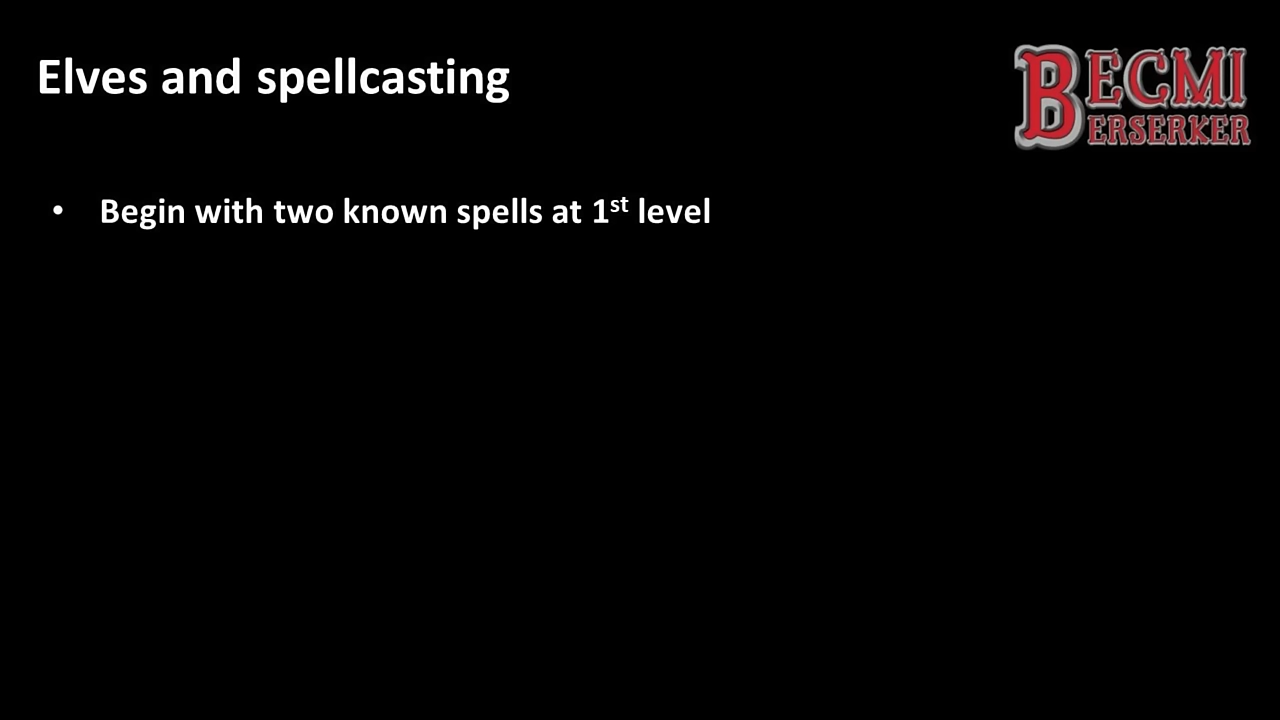 Elves and spellcasting
BECMI
BERSERKER
• Begin with two known spells at 1st level